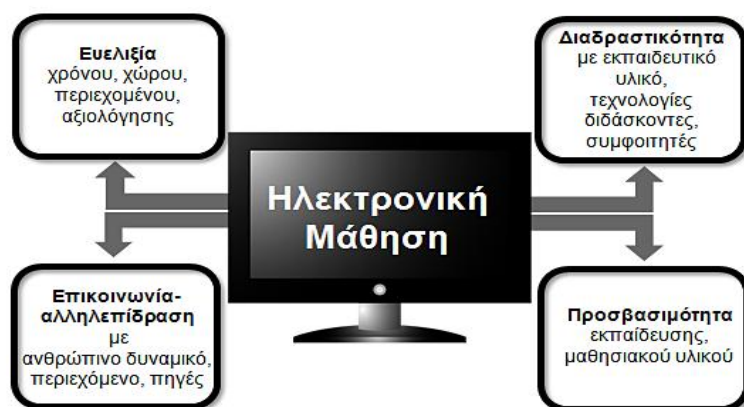 Ευελιξία
χρόνου, χώρου,
περιεχομένου,
αξιολόγησης
Διαδραστικότητα
με εκπαιδευτικό
υλικό,
τεχνολογίες
διδάσκοντες,
συμφοιτητές
Ηλεκτρονική
Μάθηση
Επικοινωνία-
αλληλεπίδραση
με
ανθρώπινο δυναμικό,
περιεχόμενο, πηγές
Προσβασιμότητα
εκπαίδευσης,
μαθησιακού υλικού